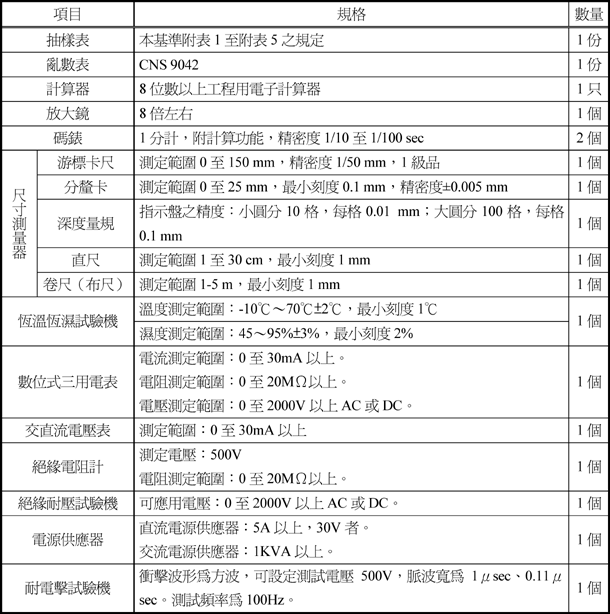 項目 規格 數量
抽樣表 本基準附表 1 至附表 5 之規定 1 份
亂數表 CNS 9042 1 份
計算器 8 位數以上工程用電子計算器 1 只
放大鏡 8 倍左右 1 個
碼錶 1 分計，附計算功能，精密度 1/10 至 1/100 sec 2 個
尺寸測量器
游標卡尺 測定範圍 0 至 150 mm，精密度 1/50 mm，1 級品 1 個
分釐卡 測定範圍 0 至 25 mm，最小刻度 0.1 mm，精密度±0.005 mm 1 個
深度量規 指示盤之精度：小圓分 10 格，每格 0.01 mm；大圓分 100 格，每格
0.1 mm 1 個
直尺 測定範圍 1 至 30 cm，最小刻度 1 mm 1 個
卷尺（布尺） 測定範圍 1-5 m，最小刻度 1 mm 1 個
恆溫恆濕試驗機 溫度測定範圍：-10℃～70℃±2℃，最小刻度 1℃ 1 個
濕度測定範圍：45～95%±3%，最小刻度 2%
數位式三用電表 電流測定範圍：0 至 30mA 以上。
電阻測定範圍：0 至 20MΩ以上。 1 個
電壓測定範圍：0 至 2000V 以上 AC 或 DC。
交直流電壓表 測定範圍：0 至 30mA 以上 1 個
絕緣電阻計 測定電壓：500V 1 個
電阻測定範圍：0 至 20MΩ以上。
絕緣耐壓試驗機 可應用電壓：0 至 2000V 以上 AC 或 DC。 1 個
電源供應器 直流電源供應器：5A 以上，30V 者。 1 個
交流電源供應器：1KVA 以上。
耐電擊試驗機 衝擊波形爲方波，可設定測試電壓 500V，脈波寬爲 1μsec、0.11μ
sec。測試頻率爲 100Hz。 1 個